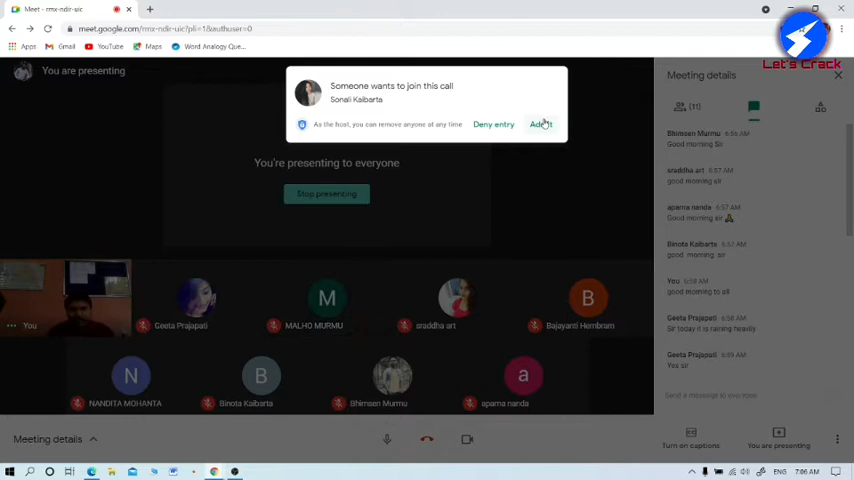 Meet - rmx-ndir-uic
meet.google.com/rmx-ndir-uic?pli=1&authuser=0
Apps
Gmail
YouTube
Maps
Word Analogy Que...
Let's Crack
You are presenting
Someone wants to join this call
Sonali Kaibarta
As the host, you can remove anyone at any time
Deny entry
Admit
You're presenting to everyone
Stop presenting
You
Geeta Prajapati
M
MALHO MURMU
sraddha art
B
Bajayanti Hembram
N
NANDITA MOHANTA
B
Binota Kaibarta
Bhimsen Murmu
a
aparna nanda
Meeting details
(11)
Bhimsen Murmu 6:56 AM
Good morning Sir
sraddha art 6:57 AM
good morning sir
aparna nanda 6:57 AM
Good morning sir 🙏
Binota Kaibarta 6:57 AM
good morning sir
You 6:58 AM
good morning to all
Geeta Prajapati 6:58 AM
Sir today it is raining heavily
Geeta Prajapati 6:59 AM
Yes sir
Send a message to everyone
Meeting details
Turn on captions
You are presenting
ENG
7:06 AM